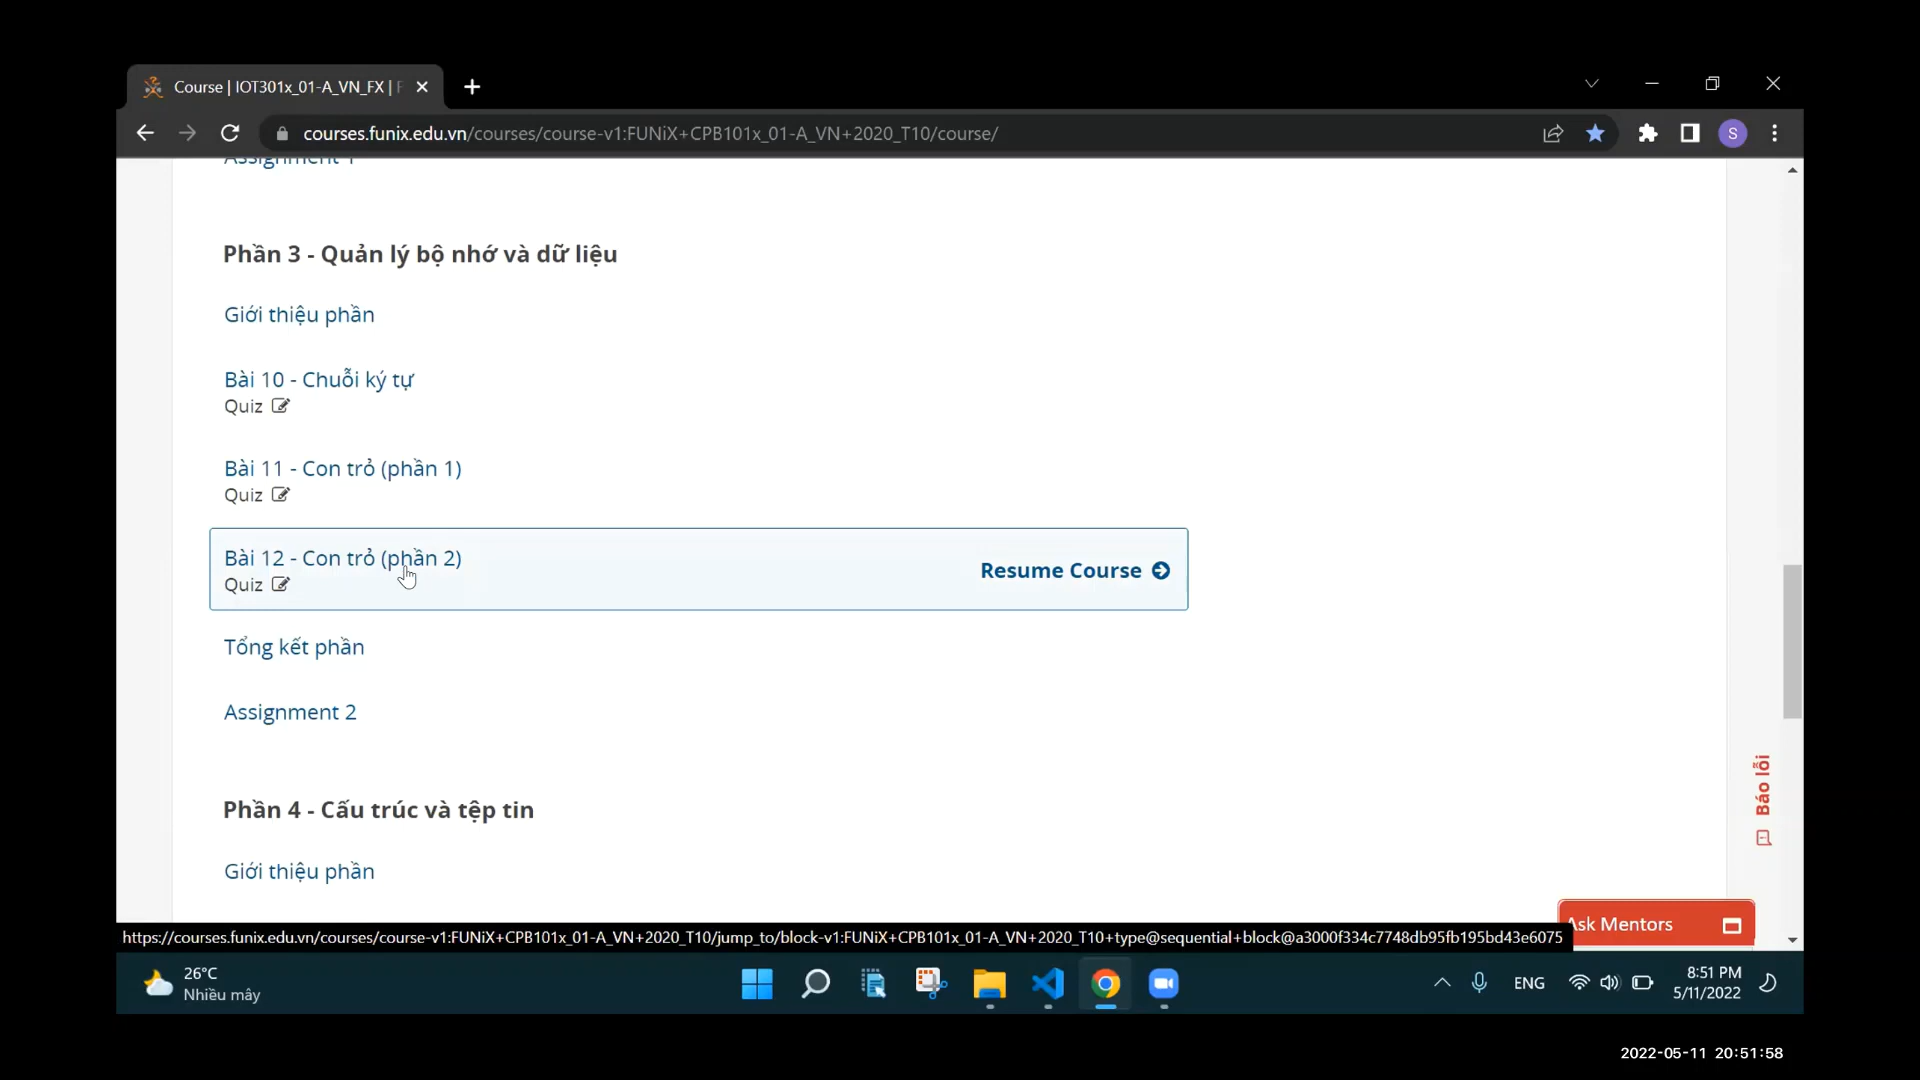 Course | IOT301x_01-A_VN_FX |
courses.funix.edu.vn/courses/course-v1:FUNiX+CPB101x_01-A_VN+2020_T10/course/
S
Assignment 1
Phần 3 - Quản lý bộ nhớ và dữ liệu
Giới thiệu phần
Bài 10 - Chuỗi ký tự
Quiz
Bài 11 - Con trỏ (phần 1)
Quiz
Bài 12 - Con trỏ (phần 2)
Quiz
Resume Course
Tổng kết phần
Assignment 2
Phần 4 - Cấu trúc và tệp tin
Giới thiệu phần
Báo lỗi
Ask Mentors
https://courses.funix.edu.vn/courses/course-v1:FUNiX+CPB101x_01-A_VN+2020_T10/jump_to/block-v1:FUNiX+CPB101x_01-A_VN+2020_T10+type@sequential+block@a3000f334c7748db95fb195bd43e6075
26°C
Nhiều mây
ENG
8:51 PM
5/11/2022
2022-05-11 20:51:58